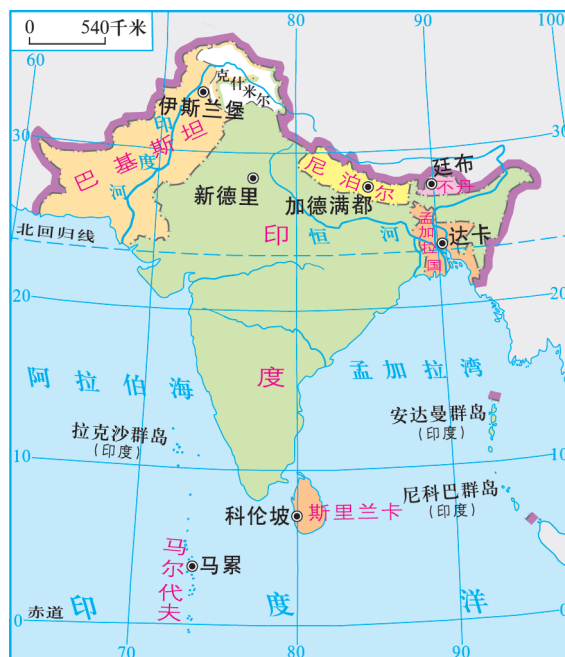 0 540千米
60 70 80 90 100
克什米尔
伊斯兰堡
30 30
印度河
巴基斯坦
尼泊尔
廷布
不丹
新德里
加德满都
孟加拉国
达卡
北回归线
印度
恒河
20 20
阿拉伯海
孟加拉湾
安达曼群岛
(印度)
拉克沙群岛
(印度)
10 10
尼科巴群岛
(印度)
科伦坡
斯里兰卡
马尔代夫
马累
赤道
印度洋
0 0
70 80 90